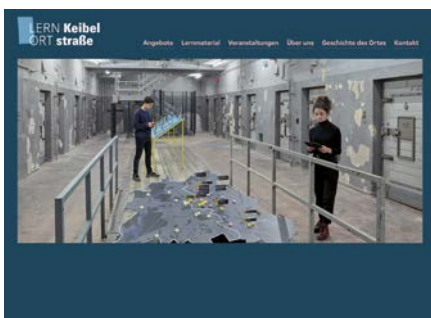 LERN Keibel
ORT straße
Angebote Lernmaterial Veranstaltungen Über uns Geschichte des Ortes Kontakt